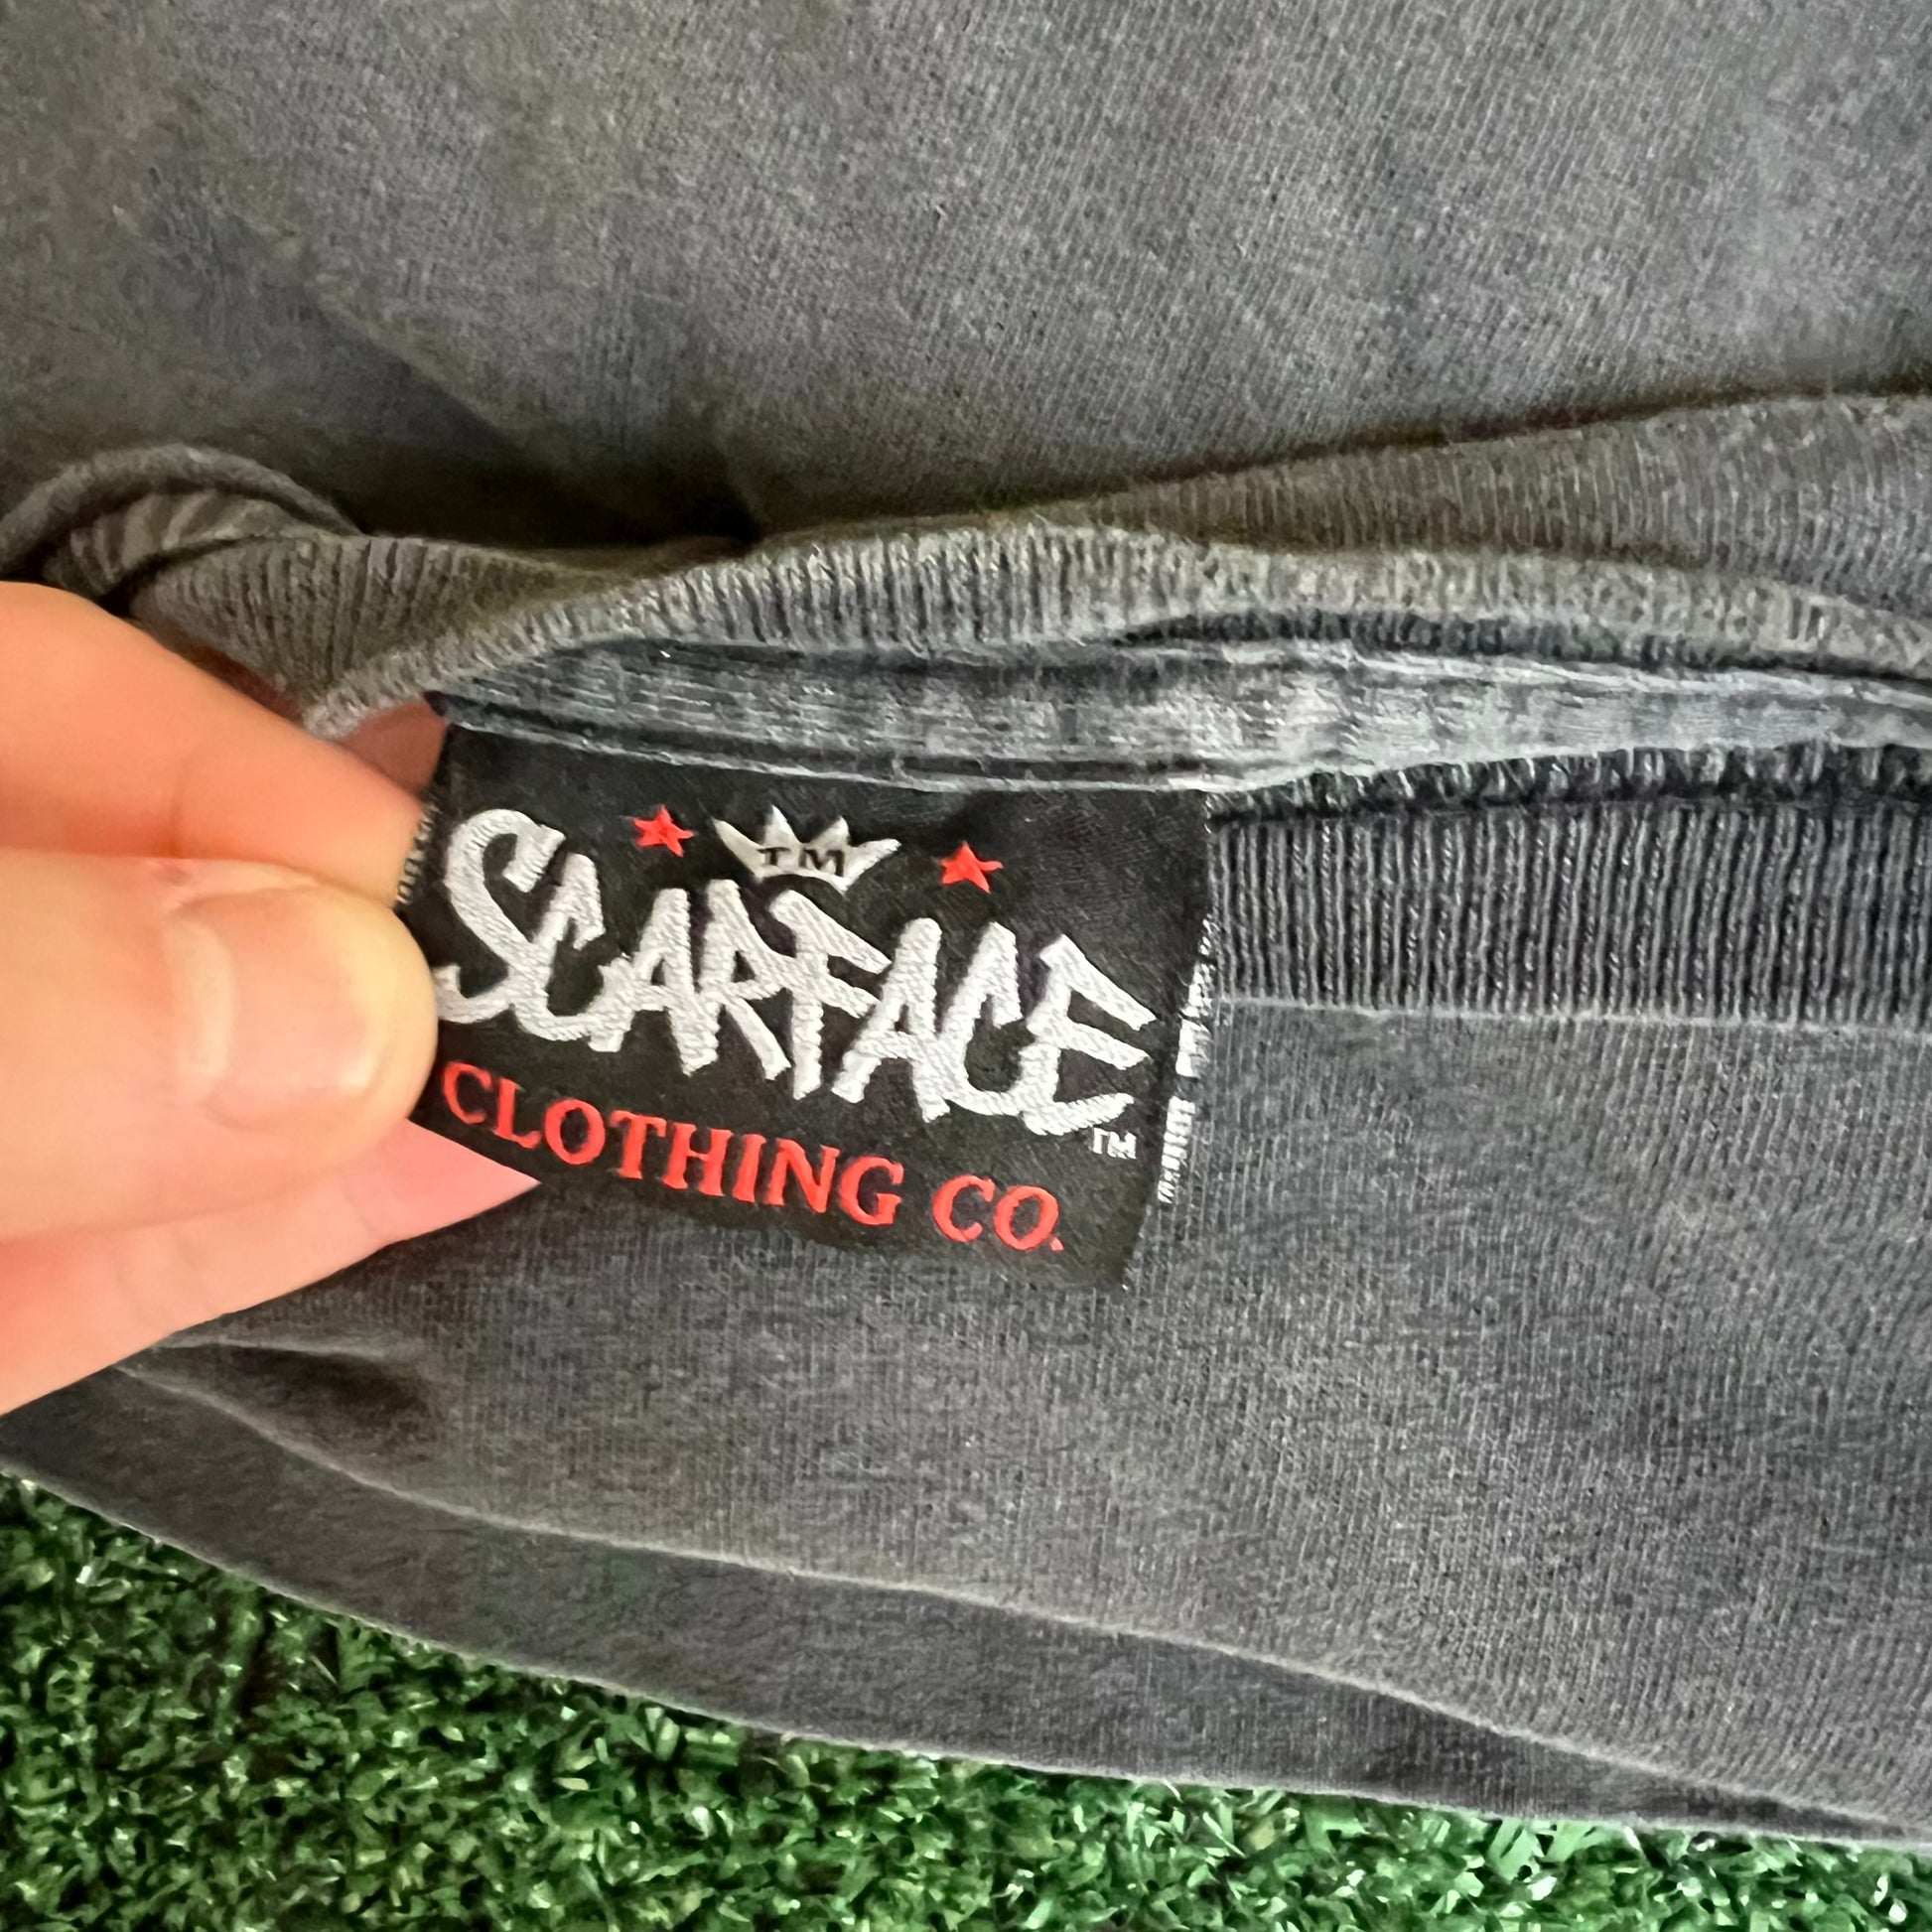 TM
SCARFACE
TM
CLOTHING CO.